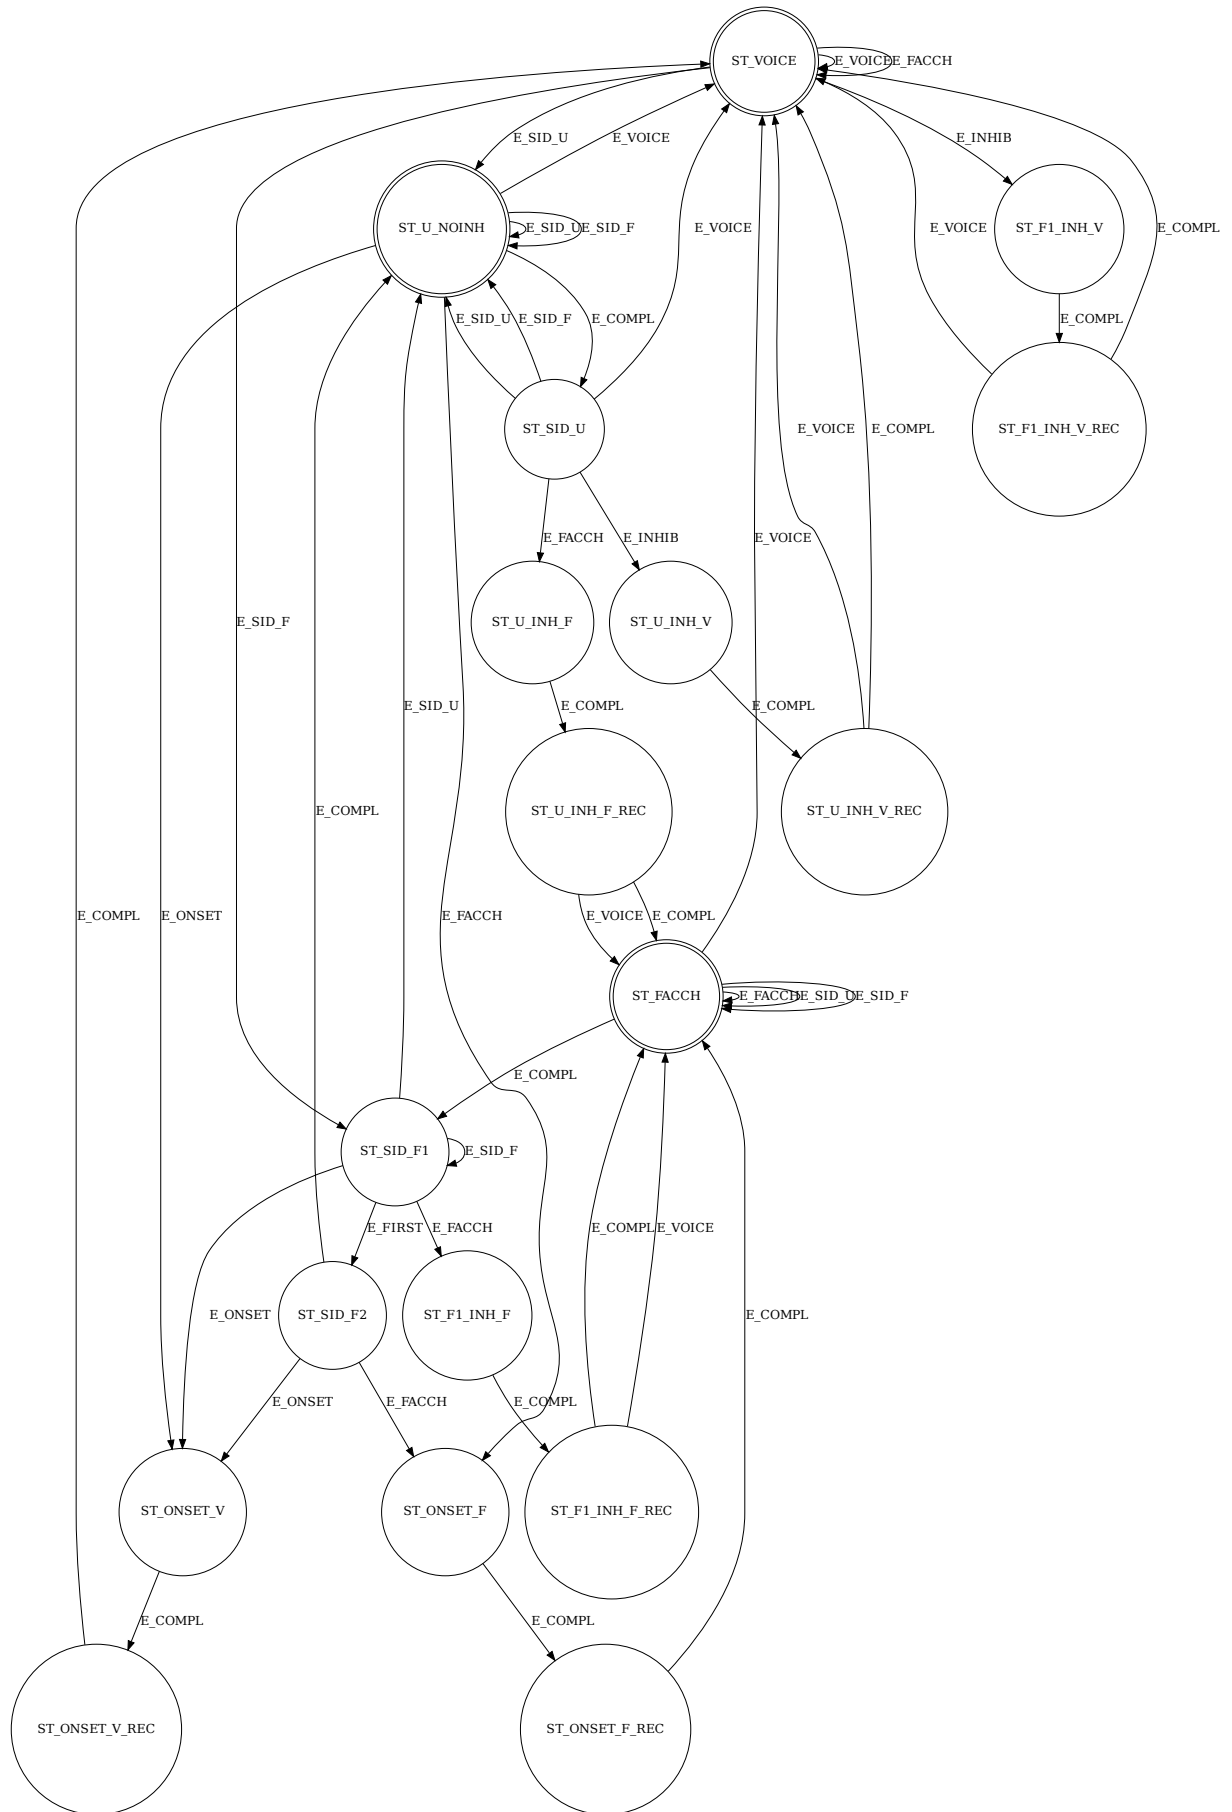 ST_VOICE
E_VOICE
E_FACCH
E_SID_U
E_VOICE
E_INHIB
ST_U_NOINH
E_SID_U
E_SID_F
E_VOICE
ST_F1_INH_V
E_VOICE
E_COMPL
E_SID_U
E_SID_F
E_COMPL
E_COMPL
ST_SID_U
E_VOICE
E_COMPL
ST_F1_INH_V_REC
E_FACCH
E_INHIB
E_VOICE
E_SID_F
ST_U_INH_F
ST_U_INH_V
E_SID_U
E_COMPL
E_COMPL
E_COMPL
ST_U_INH_F_REC
ST_U_INH_V_REC
E_COMPL
E_ONSET
E_FACCH
E_VOICE
E_COMPL
ST_FACCH
E_FACCH
E_SID_U
E_SID_F
E_COMPL
ST_SID_F1
E_SID_F
E_FIRST
E_FACCH
E_COMPL
E_VOICE
E_ONSET
ST_SID_F2
ST_F1_INH_F
E_COMPL
E_ONSET
E_FACCH
E_COMPL
ST_ONSET_V
ST_ONSET_F
ST_F1_INH_F_REC
E_COMPL
E_COMPL
ST_ONSET_V_REC
ST_ONSET_F_REC